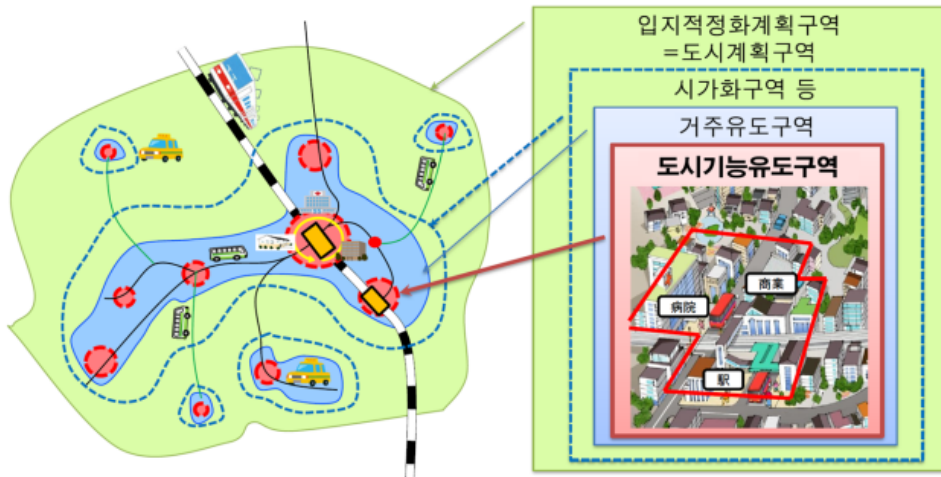 입지적정화계획구역
=도시계획구역
시가화구역 등
거주유도구역
도시기능유도구역
商業
病院
駅